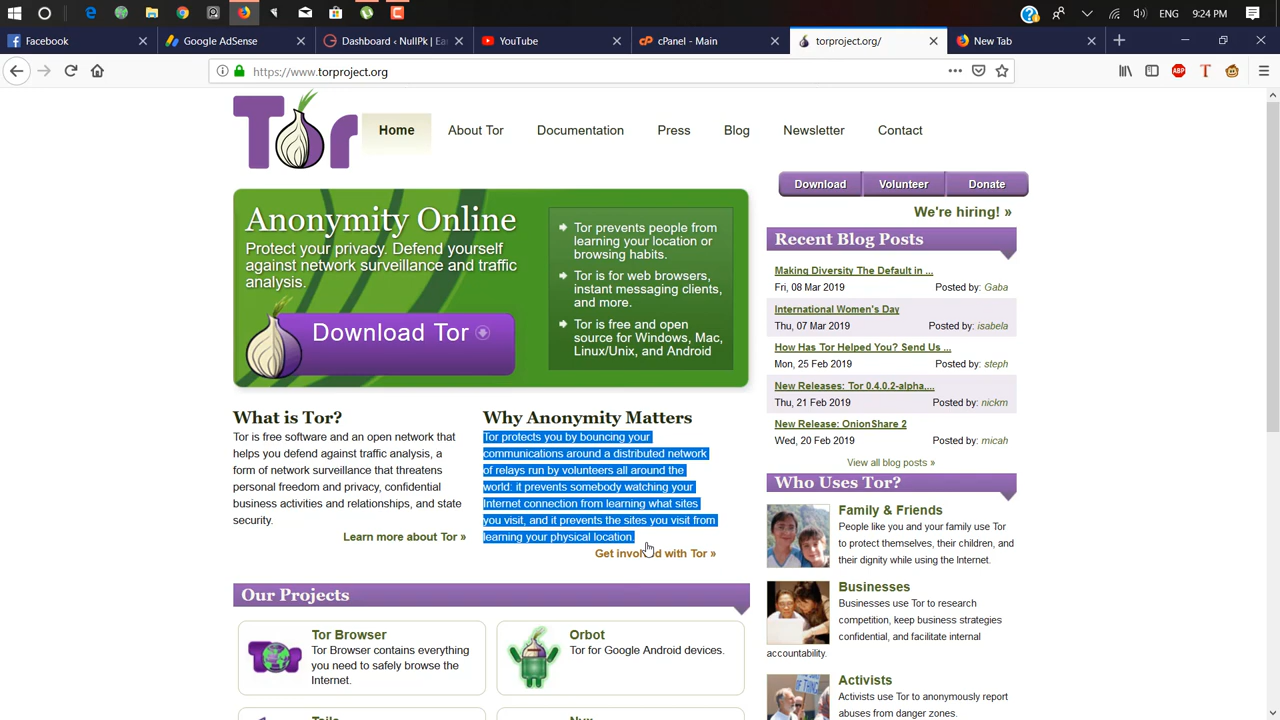 ENG 9:24 PM
Facebook
Google AdSense
Dashboard ‹ NullPk | Ea
YouTube
cPanel - Main
torproject.org/
New Tab
https://www.torproject.org
ABP
T
Tor
Home
About Tor
Documentation
Press
Blog
Newsletter
Contact
Download
Volunteer
Donate
We're hiring! »
Anonymity Online
Protect your privacy. Defend yourself
against network surveillance and traffic
analysis.
Download Tor
Tor prevents people from
learning your location or
browsing habits.
Tor is for web browsers,
instant messaging clients,
and more.
Tor is free and open
source for Windows, Mac,
Linux/Unix, and Android
What is Tor?
Tor is free software and an open network that
helps you defend against traffic analysis, a
form of network surveillance that threatens
personal freedom and privacy, confidential
business activities and relationships, and state
security.
Learn more about Tor »
Why Anonymity Matters
Tor protects you by bouncing your
communications around a distributed network
of relays run by volunteers all around the
world: it prevents somebody watching your
Internet connection from learning what sites
you visit, and it prevents the sites you visit from
learning your physical location.
Get involved with Tor »
Recent Blog Posts
Making Diversity The Default in ...
Fri, 08 Mar 2019 Posted by: Gaba
International Women's Day
Thu, 07 Mar 2019 Posted by: isabela
How Has Tor Helped You? Send Us ...
Mon, 25 Feb 2019 Posted by: steph
New Releases: Tor 0.4.0.2-alpha,...
Thu, 21 Feb 2019 Posted by: nickm
New Release: OnionShare 2
Wed, 20 Feb 2019 Posted by: micah
View all blog posts »
Who Uses Tor?
Family & Friends
People like you and your family use Tor
to protect themselves, their children, and
their dignity while using the Internet.
Businesses
Businesses use Tor to research
competition, keep business strategies
confidential, and facilitate internal
accountability.
Activists
Activists use Tor to anonymously report
abuses from danger zones.
Our Projects
Tor Browser
Tor Browser contains everything
you need to safely browse the
Internet.
Orbot
Tor for Google Android devices.